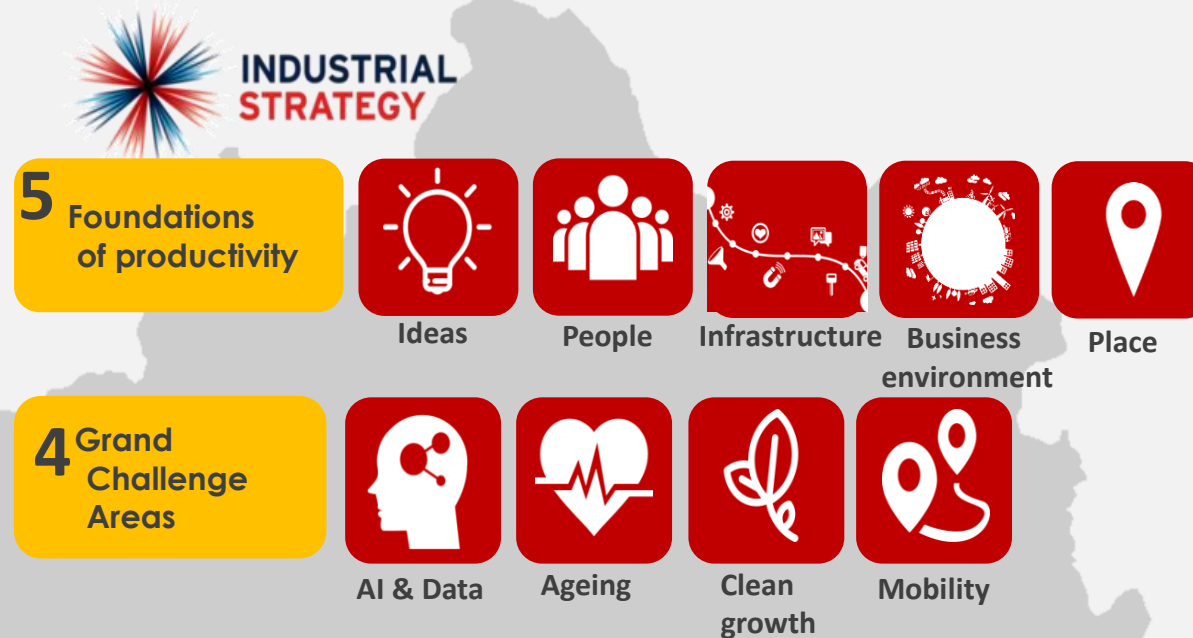 INDUSTRIAL
STRATEGY
5 Foundations
of productivity
Ideas
People
Infrastructure
Business
environment
Place
4 Grand
Challenge
Areas
AI & Data
Ageing
Clean
growth
Mobility